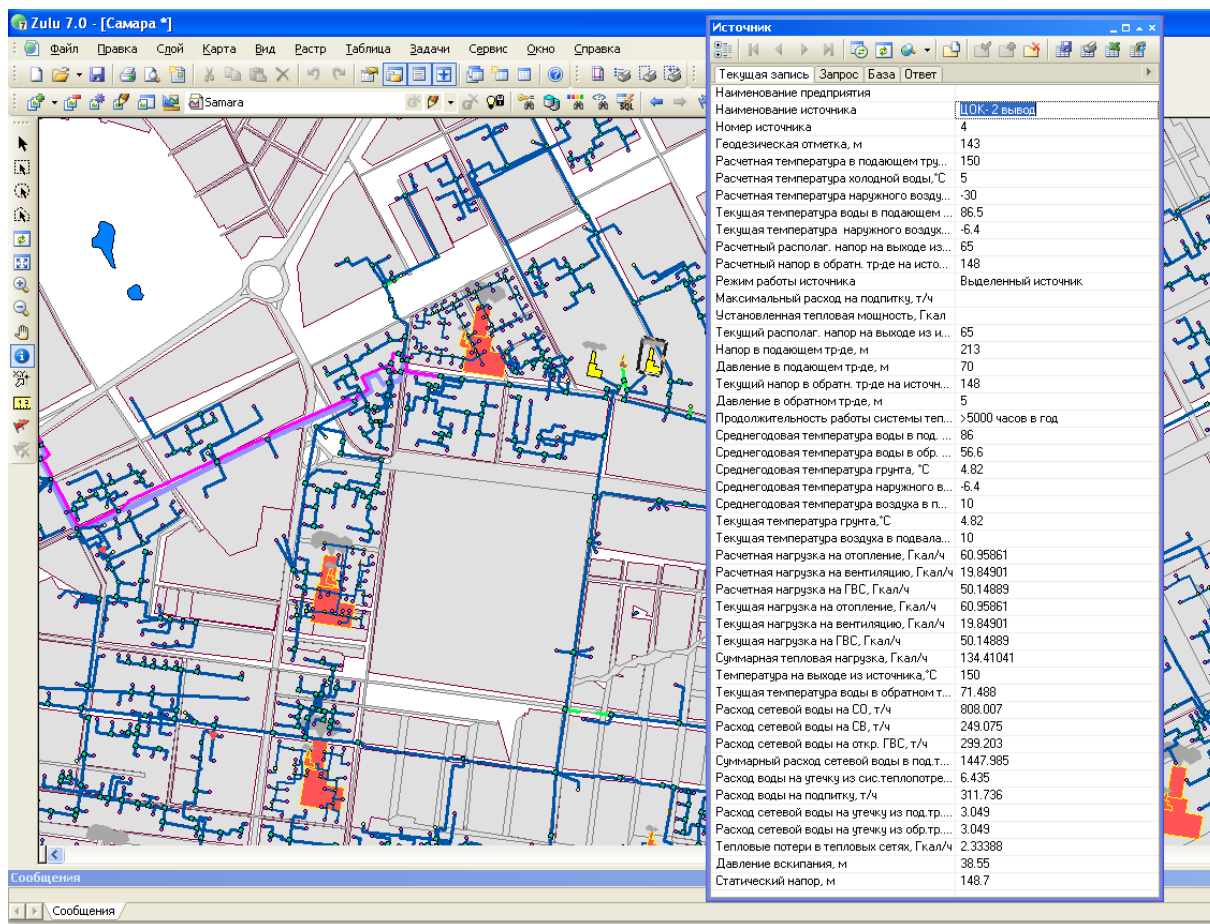 Zulu 7.0 - [Самара *]
Файл Правка Слой Карта Вид Растр Таблица Задачи Сервис Окно Справка
Samara
SQL
Источник
Текущая запись Запрос База Ответ
Наименование предприятия
Наименование источника ЦОК- 2 вывод
Номер источника 4
Геодезическая отметка, м 143
Расчетная температура в подающем тру... 150
Расчетная температура холодной воды,°C 5
Расчетная температура наружного возду... -30
Текущая температура воды в подающем ... 86.5
Текущая температура наружного воздух... -6.4
Расчетный располаг. напор на выходе из... 65
Расчетный напор в обратн. тр-де на исто... 148
Режим работы источника Выделенный источник
Максимальный расход на подпитку, т/ч
Установленная тепловая мощность, Гкал
Текущий располаг. напор на выходе из и... 65
Напор в подающем тр-де, м 213
Давление в подающем тр-де, м 70
Текущий напор в обратн. тр-де на источн... 148
Давление в обратном тр-де, м 5
Продолжительность работы системы теп... >5000 часов в год
Среднегодовая температура воды в под. ... 86
Среднегодовая температура воды в обр. ... 56.6
Среднегодовая температура грунта, °C 4.82
Среднегодовая температура наружного в... -6.4
Среднегодовая температура воздуха в п... 10
Текущая температура грунта,°C 4.82
Текущая температура воздуха в подвала... 10
Расчетная нагрузка на отопление, Гкал/ч 60.95861
Расчетная нагрузка на вентиляцию, Гкал/ч 19.84901
Расчетная нагрузка на ГВС, Гкал/ч 50.14889
Текущая нагрузка на отопление, Гкал/ч 60.95861
Текущая нагрузка на вентиляцию, Гкал/ч 19.84901
Текущая нагрузка на ГВС, Гкал/ч 50.14889
Суммарная тепловая нагрузка, Гкал/ч 134.41041
Температура на выходе из источника,°C 150
Текущая температура воды в обратном т... 71.488
Расход сетевой воды на СО, т/ч 808.007
Расход сетевой воды на СВ, т/ч 249.075
Расход сетевой воды на откр. ГВС, т/ч 299.203
Суммарный расход сетевой воды в под.т... 1447.985
Расход воды на утечку из сис.теплопотре... 6.435
Расход воды на подпитку, т/ч 311.736
Расход сетевой воды на утечку из под.тр.... 3.049
Расход сетевой воды на утечку из обр.тр.... 3.049
Тепловые потери в тепловых сетях, Гкал/ч 2.33388
Давление вскипания, м 38.55
Статический напор, м 148.7
Сообщения
Сообщения